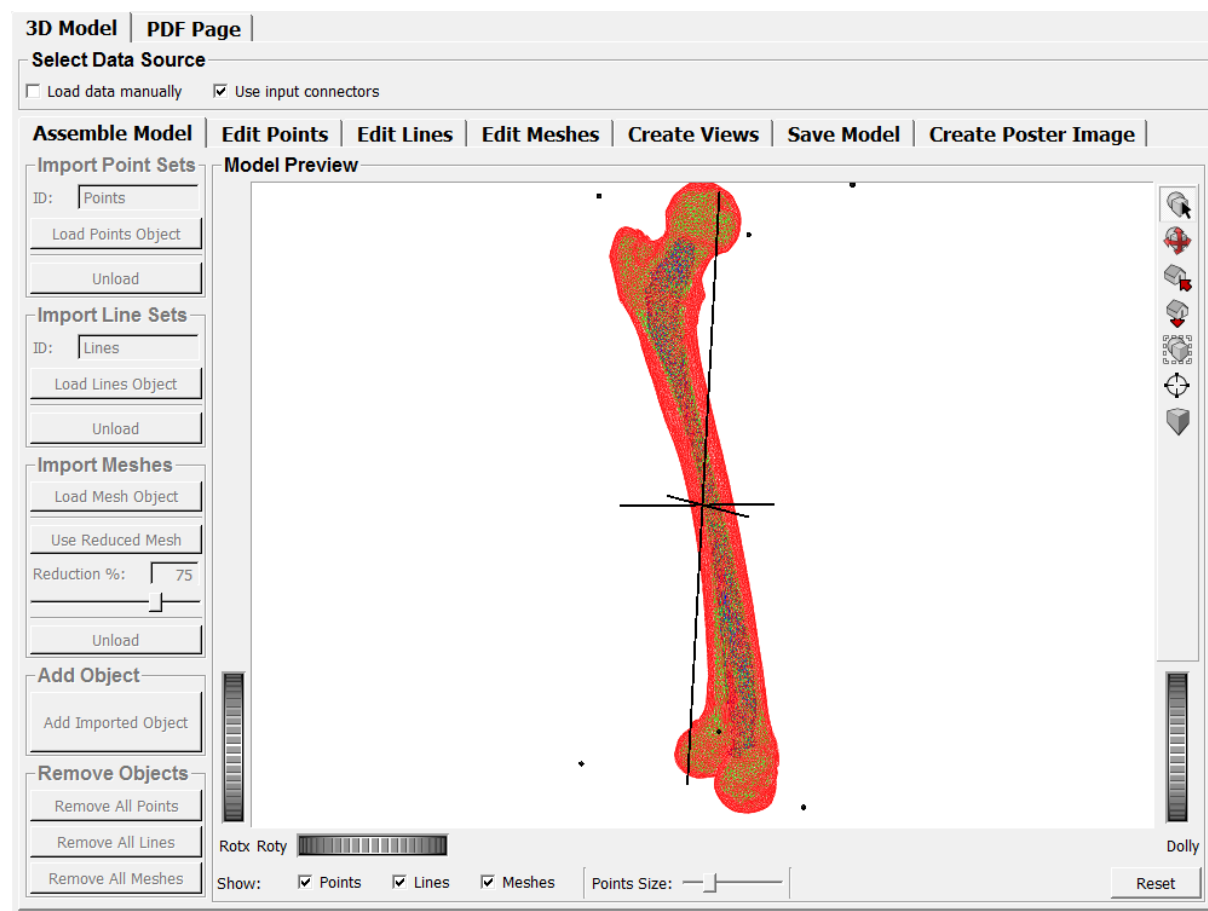 3D Model PDF Page
Select Data Source
Load data manually Use input connectors
Assemble Model Edit Points Edit Lines Edit Meshes Create Views Save Model Create Poster Image
Import Point Sets
ID: Points
Load Points Object
Unload
Import Line Sets
ID: Lines
Load Lines Object
Unload
Import Meshes
Load Mesh Object
Use Reduced Mesh
Reduction %: 75
Unload
Add Object
Add Imported Object
Remove Objects
Remove All Points
Remove All Lines
Remove All Meshes
Model Preview
Rotx Roty Dolly
Show: Points Lines Meshes Points Size: Reset